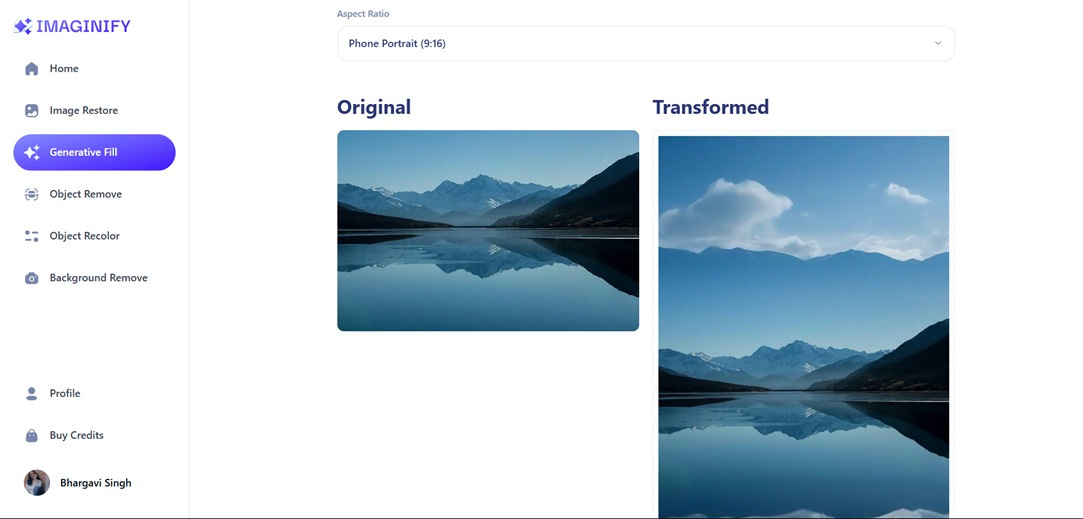 IMAGINIFY
Home
Image Restore
Generative Fill
Object Remove
Object Recolor
Background Remove
Profile
Buy Credits
Bhargavi Singh
Aspect Ratio
Phone Portrait (9:16)
Original
Transformed